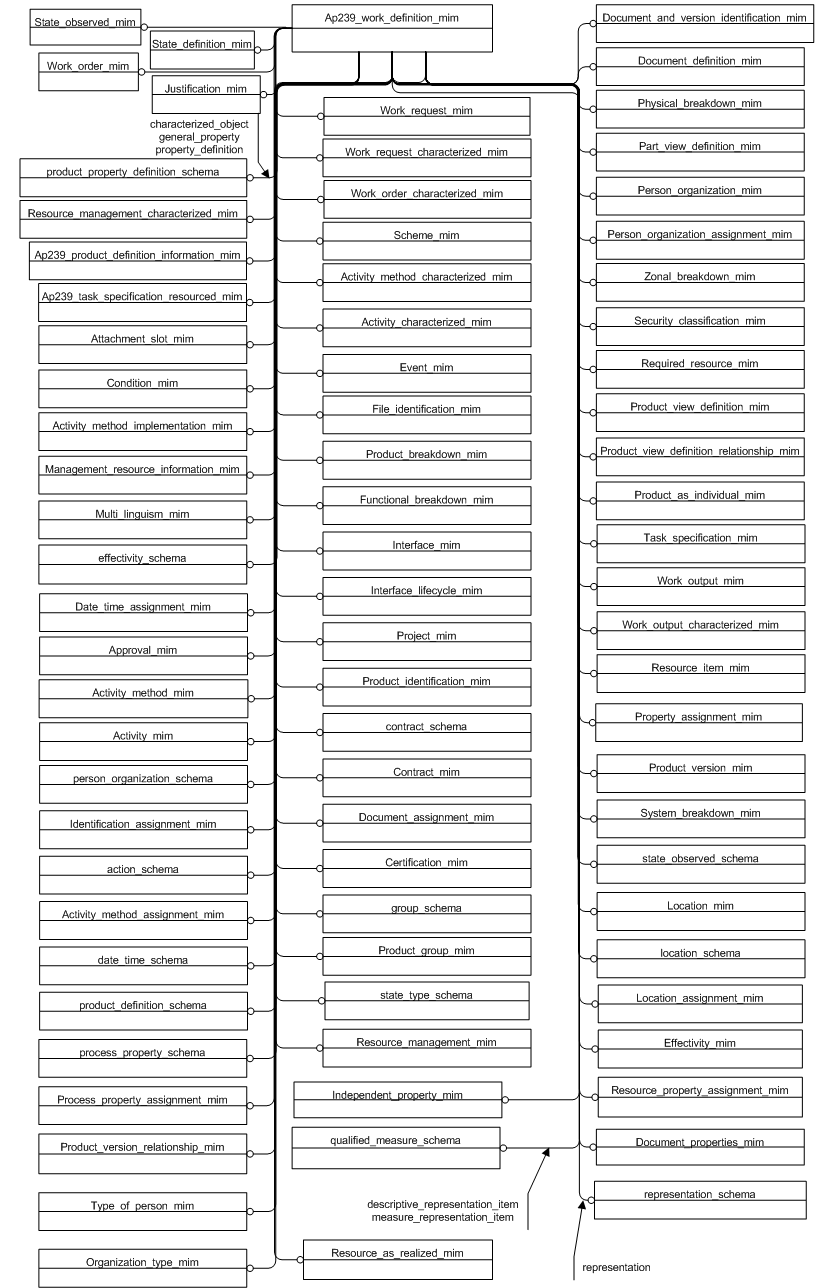 Ap239_work_definition_mim
State_observed_mim
State_definition_mim
Work_order_mim
Justification_mim
characterized_object
general_property
property_definition
product_property_definition_schema
Resource_management_characterized_mim
Ap239_product_definition_information_mim
Ap239_task_specification_resourced_mim
Attachment_slot_mim
Condition_mim
Activity_method_implementation_mim
Management_resource_information_mim
Multi_linguism_mim
effectivity_schema
Date_time_assignment_mim
Approval_mim
Activity_method_mim
Activity_mim
person_organization_schema
Identification_assignment_mim
action_schema
Activity_method_assignment_mim
date_time_schema
product_definition_schema
process_property_schema
Process_property_assignment_mim
Product_version_relationship_mim
Type_of_person_mim
Organization_type_mim
Work_request_mim
Work_request_characterized_mim
Work_order_characterized_mim
Scheme_mim
Activity_method_characterized_mim
Activity_characterized_mim
Event_mim
File_identification_mim
Product_breakdown_mim
Functional_breakdown_mim
Interface_mim
Interface_lifecycle_mim
Project_mim
Product_identification_mim
contract_schema
Contract_mim
Document_assignment_mim
Certification_mim
group_schema
Product_group_mim
state_type_schema
Resource_management_mim
Independent_property_mim
qualified_measure_schema
descriptive_representation_item
measure_representation_item
Resource_as_realized_mim
Document_and_version_identification_mim
Document_definition_mim
Physical_breakdown_mim
Part_view_definition_mim
Person_organization_mim
Person_organization_assignment_mim
Zonal_breakdown_mim
Security_classification_mim
Required_resource_mim
Product_view_definition_mim
Product_view_definition_relationship_mim
Product_as_individual_mim
Task_specification_mim
Work_output_mim
Work_output_characterized_mim
Resource_item_mim
Property_assignment_mim
Product_version_mim
System_breakdown_mim
state_observed_schema
Location_mim
location_schema
Location_assignment_mim
Effectivity_mim
Resource_property_assignment_mim
Document_properties_mim
representation_schema
representation